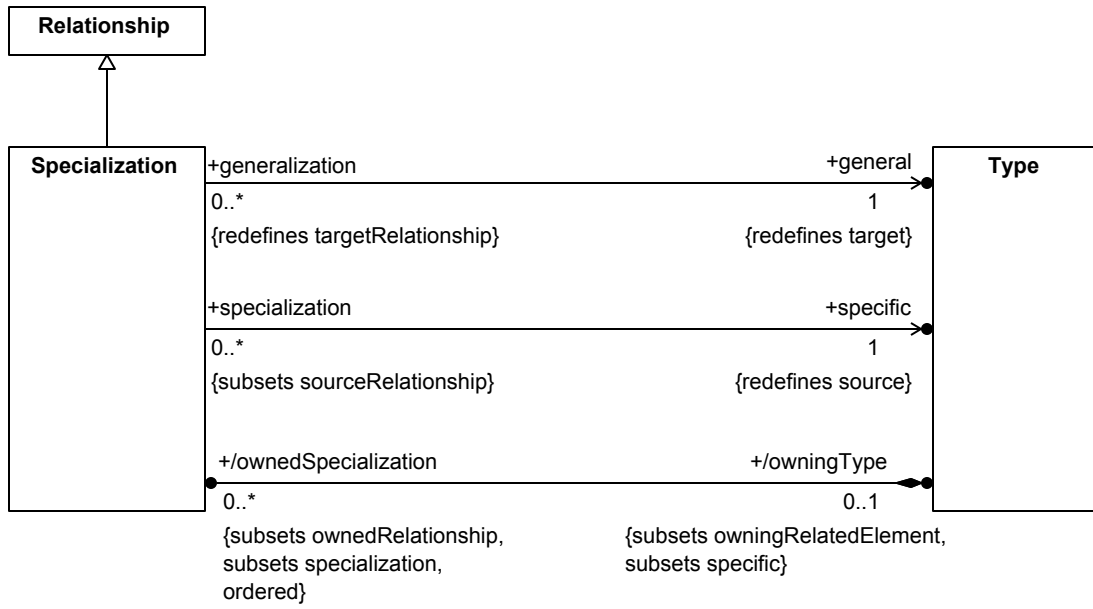 Relationship
Specialization
+generalization
+general
Type
0..*
1
{redefines targetRelationship}
{redefines target}
+specialization
+specific
0..*
1
{subsets sourceRelationship}
{redefines source}
+/ownedSpecialization
+/owningType
0..*
0..1
{subsets ownedRelationship,
subsets specialization,
ordered}
{subsets owningRelatedElement,
subsets specific}